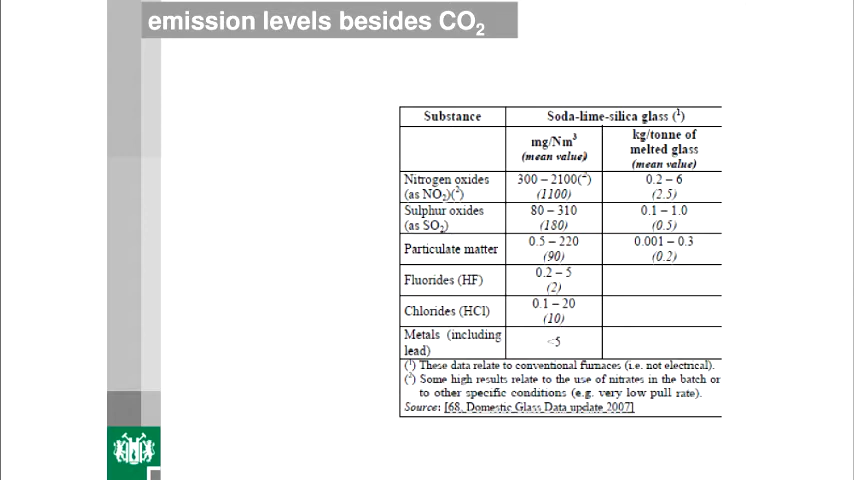 emission levels besides CO₂
Substance Soda-lime-silica glass (¹)
mg/Nm³ kg/tonne of
(mean value) melted glass
(mean value)
Nitrogen oxides 300 – 2100(²) 0.2 – 6
(as NO₂)(²) (1100) (2.5)
Sulphur oxides 80 – 310 0.1 – 1.0
(as SO₂) (180) (0.5)
Particulate matter 0.5 – 220 0.001 – 0.3
(90) (0.2)
Fluorides (HF) 0.2 – 5
(2)
Chlorides (HCl) 0.1 – 20
(10)
Metals (including <5
lead)
(¹) These data relate to conventional furnaces (i.e. not electrical).
(²) Some high results relate to the use of nitrates in the batch or
to other specific conditions (e.g. very low pull rate).
Source: [68, Domestic Glass Data update 2007]